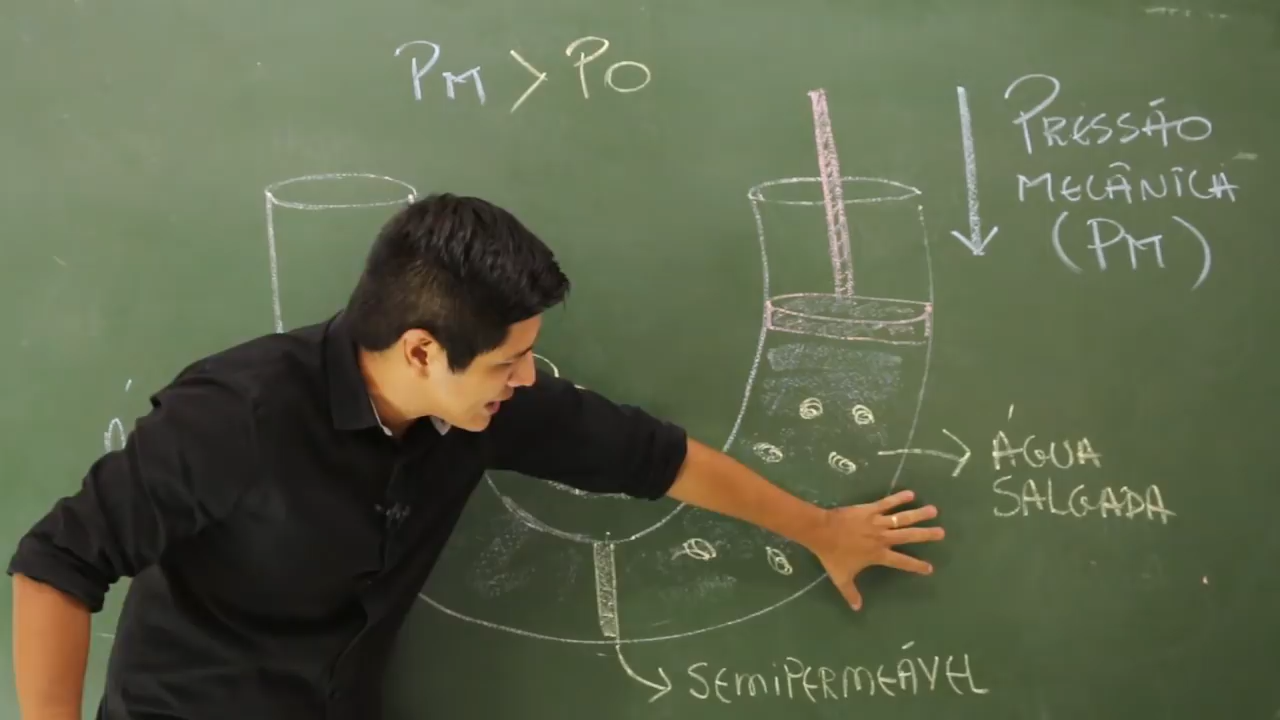 PM > PO
PRESSÃO
MECÂNICA
(PM)
ÁGUA
SALGADA
SEMIPERMEÁVEL